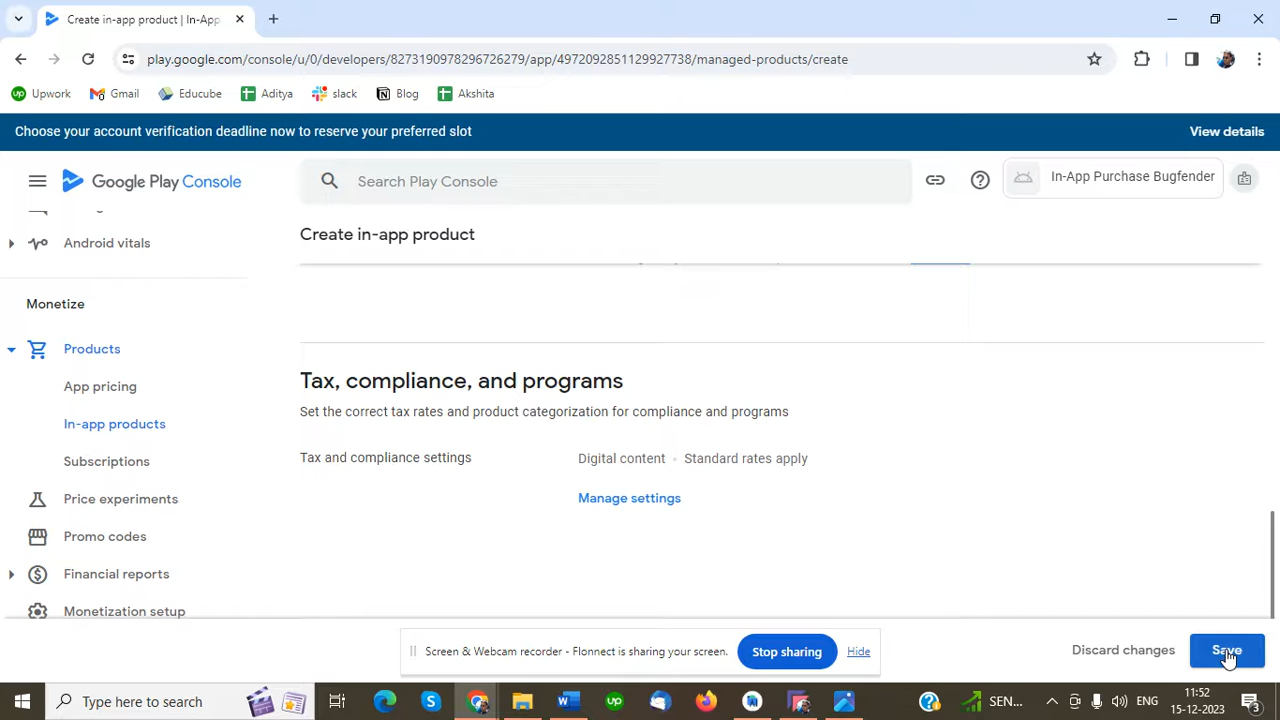 Create in-app product | In-App
play.google.com/console/u/0/developers/8273190978296726279/app/4972092851129927738/managed-products/create
Upwork
Gmail
Educube
Aditya
slack
Blog
Akshita
Choose your account verification deadline now to reserve your preferred slot
View details
Google Play Console
Search Play Console
In-App Purchase Bugfender
Android vitals
Monetize
Products
App pricing
In-app products
Subscriptions
Price experiments
Promo codes
Financial reports
Monetization setup
Create in-app product
Tax, compliance, and programs
Set the correct tax rates and product categorization for compliance and programs
Tax and compliance settings
Digital content • Standard rates apply
Manage settings
Screen & Webcam recorder - Flonnect is sharing your screen.
Stop sharing
Hide
Discard changes
Save
Type here to search
SEN...
ENG
11:52
15-12-2023
3